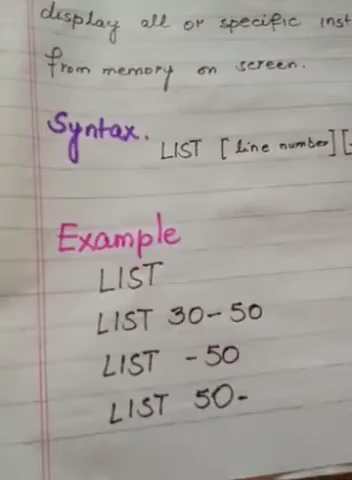 display all or specific inst
from memory on screen.
Syntax.
LIST [line number][-
Example
LIST
LIST 30-50
LIST -50
LIST 50-